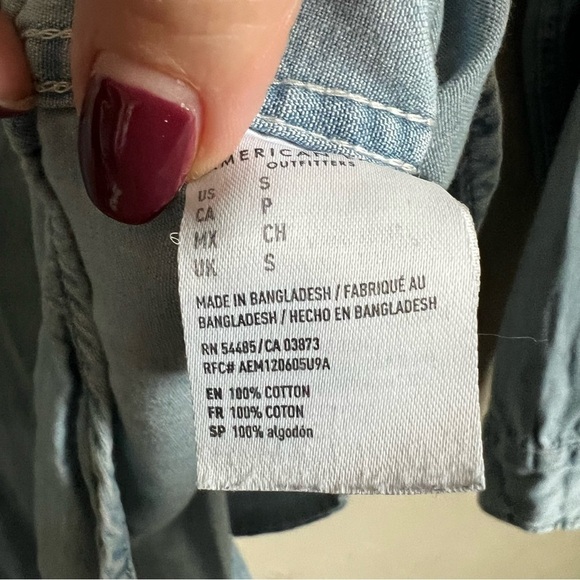 AMERICAN
OUTFITTERS
US S
CA P
MX CH
UK S
MADE IN BANGLADESH / FABRIQUÉ AU
BANGLADESH / HECHO EN BANGLADESH
RN 54485/CA 03873
RFC# AEM120605U9A
EN 100% COTTON
FR 100% COTON
SP 100% algodón